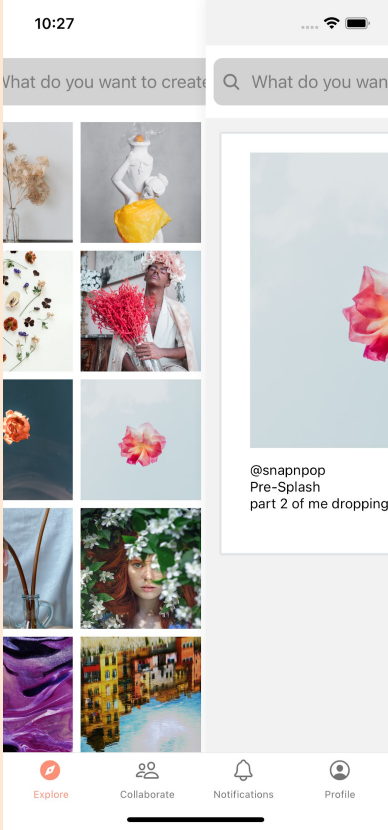 10:27
What do you want to create
What do you wan
@snapnpop
Pre-Splash
part 2 of me dropping
Explore
Collaborate
Notifications
Profile